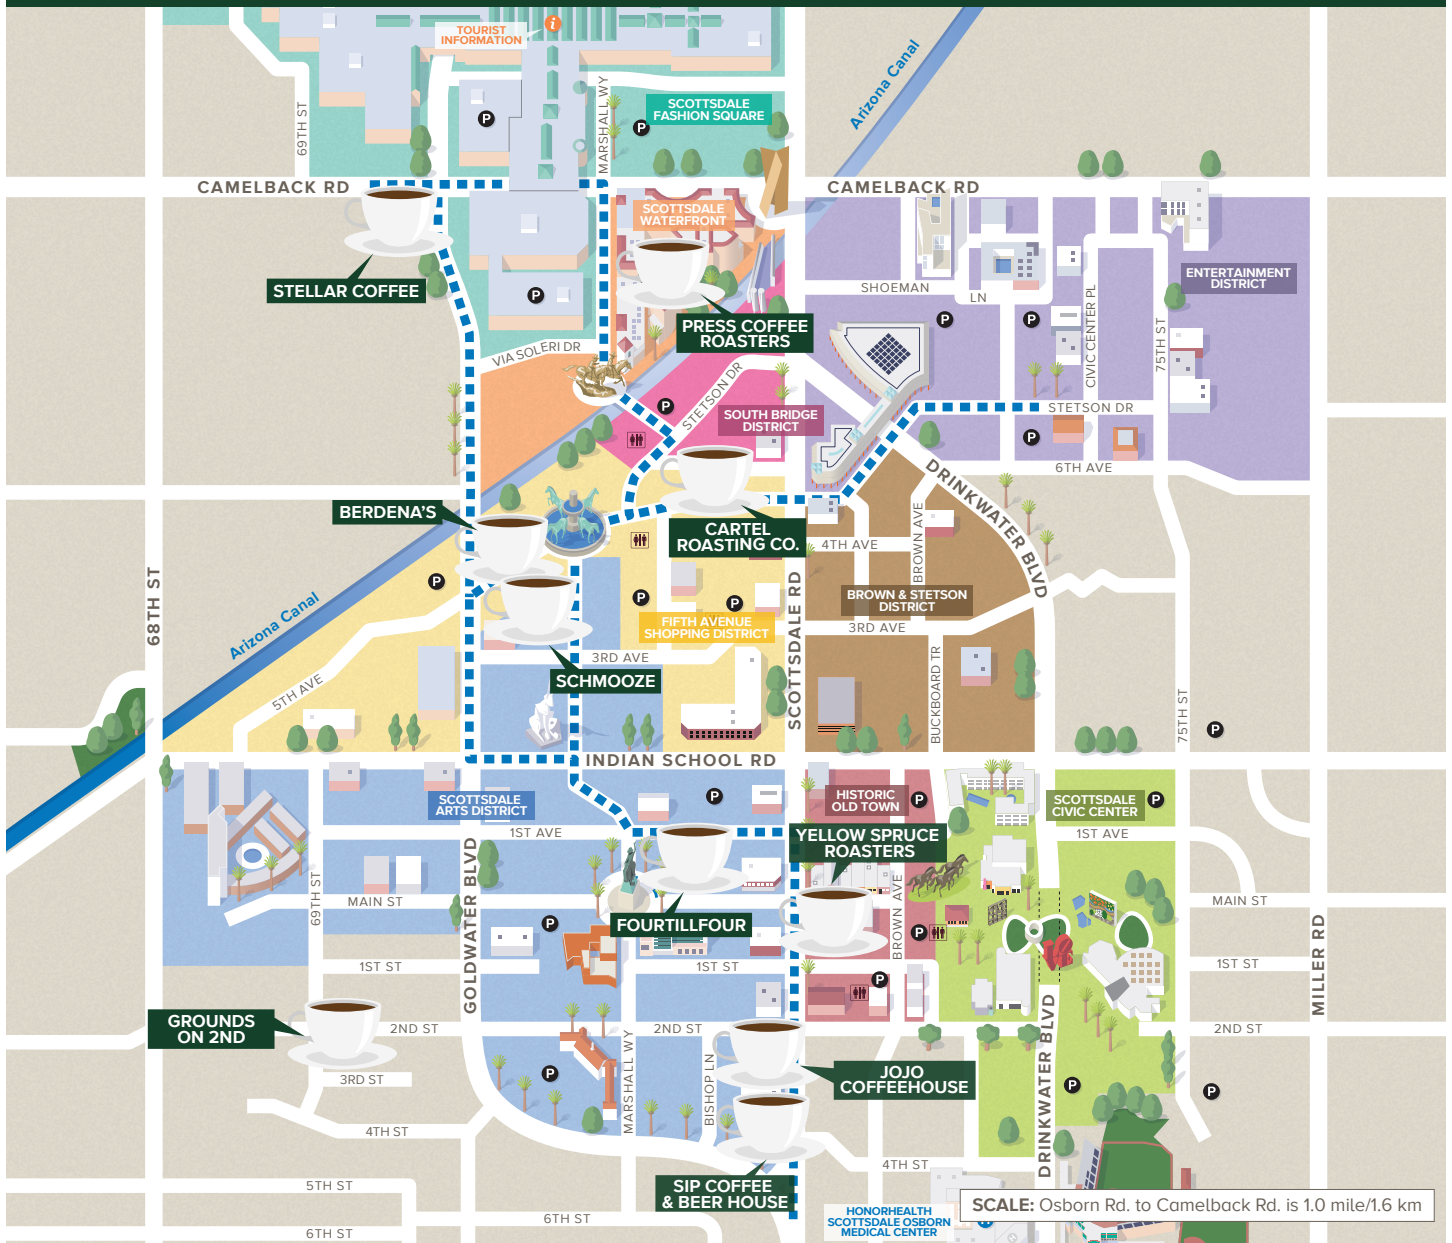 TOURIST
INFORMATION
i
Arizona Canal
69TH ST
MARSHALL WY
P
P
SCOTTSDALE
FASHION SQUARE
CAMELBACK RD
CAMELBACK RD
SCOTTSDALE
WATERFRONT
STELLAR COFFEE
P
PRESS COFFEE
ROASTERS
SHOEMAN
LN
ENTERTAINMENT
DISTRICT
P
P
CIVIC CENTER PL
75TH ST
VIA SOLERI DR
STETSON DR
P
SOUTH BRIDGE
DISTRICT
STETSON DR
P
6TH AVE
DRINKWATER BLVD
BERDENA'S
CARTEL
ROASTING CO.
4TH AVE
BROWN AVE
68TH ST
Arizona Canal
P
P
P
SCOTTSDALE RD
BROWN & STETSON
DISTRICT
FIFTH AVENUE
SHOPPING DISTRICT
3RD AVE
3RD AVE
SCHMOOZE
5TH AVE
BUCKBOARD TR
75TH ST
P
INDIAN SCHOOL RD
SCOTTSDALE
ARTS DISTRICT
P
HISTORIC
OLD TOWN
P
SCOTTSDALE
CIVIC CENTER
P
1ST AVE
1ST AVE
YELLOW SPRUCE
ROASTERS
GOLDWATER BLVD
69TH ST
MAIN ST
MAIN ST
BROWN AVE
FOURTILLFOUR
P
P
MILLER RD
1ST ST
1ST ST
1ST ST
P
GROUNDS
ON 2ND
2ND ST
2ND ST
2ND ST
DRINKWATER BLVD
MARSHALL WY
BISHOP LN
JOJO
COFFEEHOUSE
3RD ST
P
P
P
4TH ST
4TH ST
SIP COFFEE
& BEER HOUSE
5TH ST
6TH ST
6TH ST
HONORHEALTH
SCOTTSDALE OSBORN
MEDICAL CENTER
SCALE: Osborn Rd. to Camelback Rd. is 1.0 mile/1.6 km